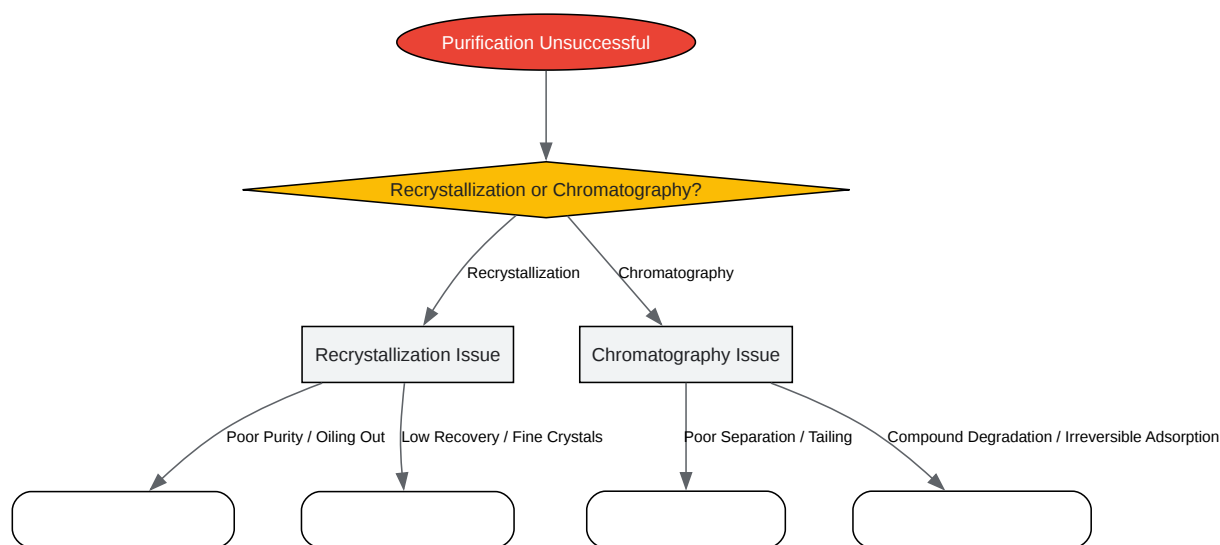 Purification Unsuccessful
Recrystallization or Chromatography?
Recrystallization
Chromatography
Recrystallization Issue
Chromatography Issue
Poor Purity / Oiling Out
Low Recovery / Fine Crystals
Poor Separation / Tailing
Compound Degradation / Irreversible Adsorption